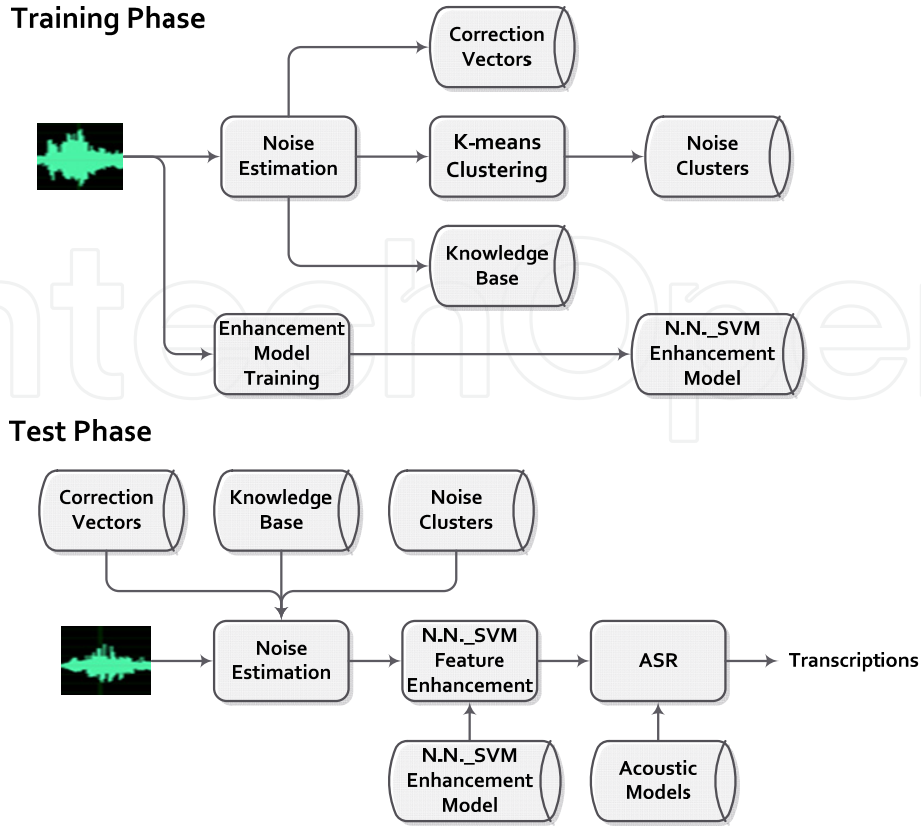 Training Phase
Correction
Vectors
Noise
Estimation
K-means
Clustering
Noise
Clusters
Knowledge
Base
Enhancement
Model
Training
N.N._SVM
Enhancement
Model
Test Phase
Correction
Vectors
Knowledge
Base
Noise
Clusters
Noise
Estimation
N.N._SVM
Feature
Enhancement
ASR
Transcriptions
N.N._SVM
Enhancement
Model
Acoustic
Models
ntechOpe